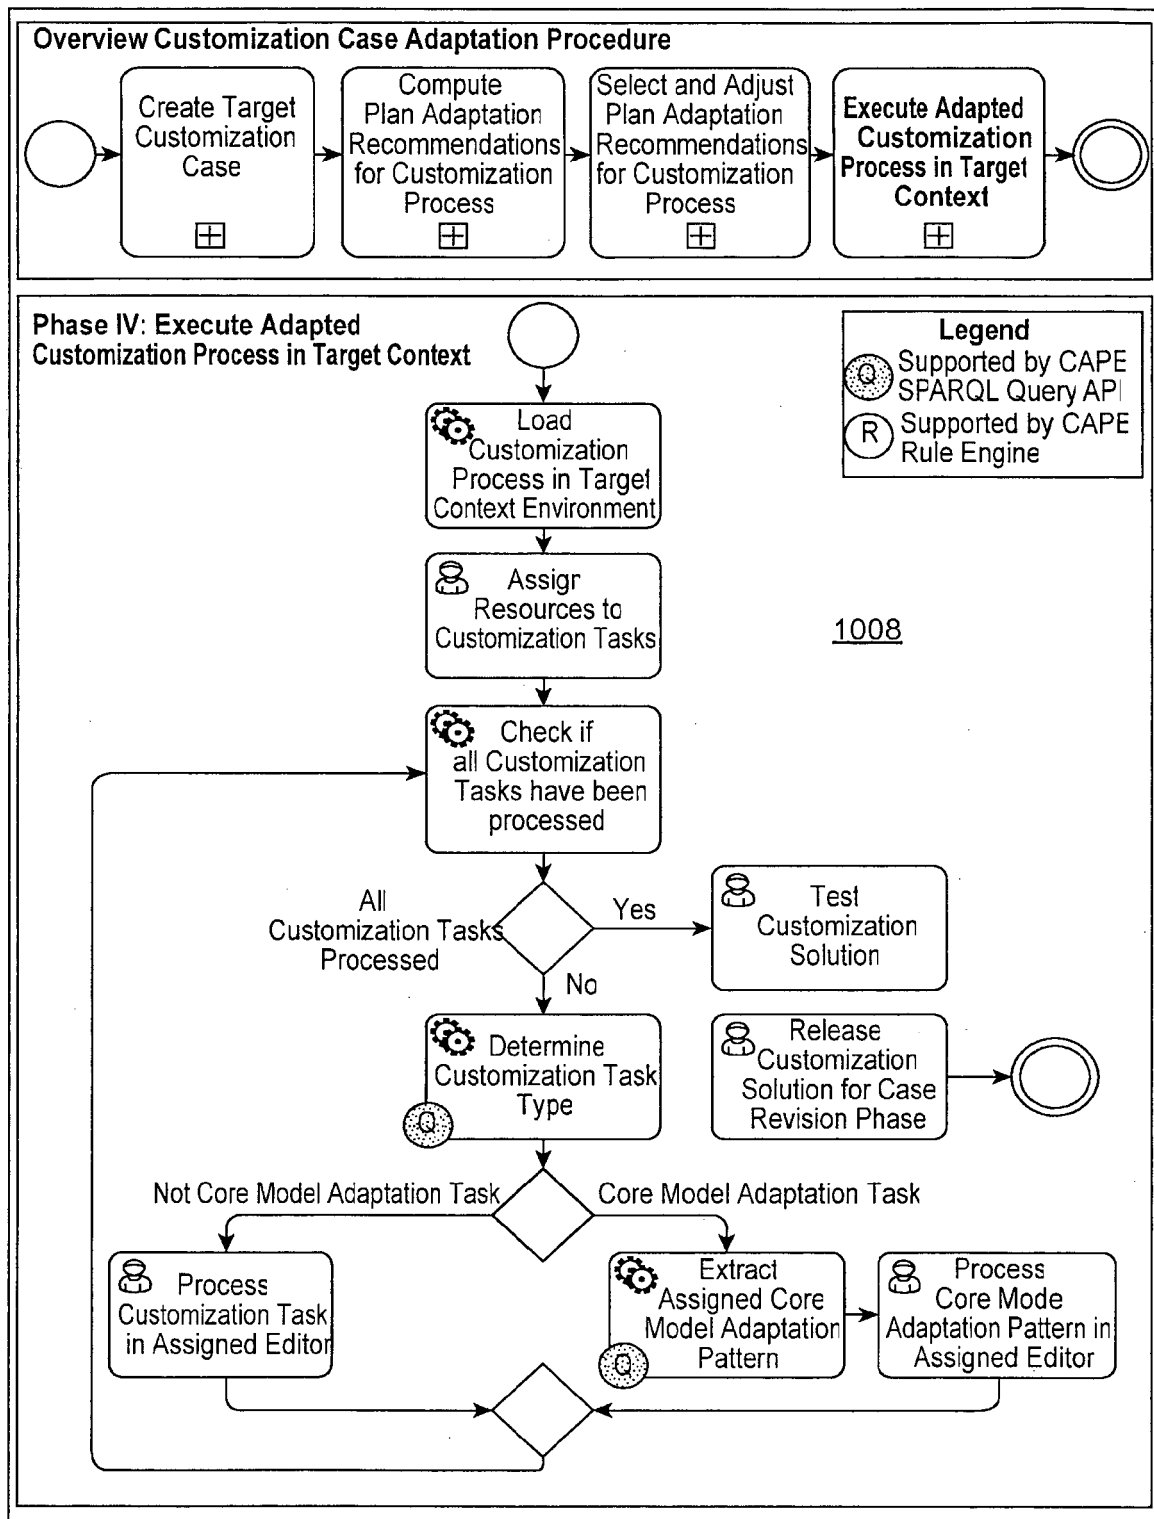 Overview Customization Case Adaptation Procedure
Create Target
Customization
Case
Compute
Plan Adaptation
Recommendations
for Customization
Process
Select and Adjust
Plan Adaptation
Recommendations
for Customization
Process
Execute Adapted
Customization
Process in Target
Context
Phase IV: Execute Adapted
Customization Process in Target Context
Legend
Q
Supported by CAPE
SPARQL Query API
R
Supported by CAPE
Rule Engine
Load
Customization
Process in Target
Context Environment
Assign
Resources to
Customization Tasks
1008
Check if
all Customization
Tasks have been
processed
All
Customization Tasks
Processed
Yes
No
Test
Customization
Solution
Determine
Customization Task
Type
Q
Release
Customization
Solution for Case
Revision Phase
Not Core Model Adaptation Task
Core Model Adaptation Task
Process
Customization Task
in Assigned Editor
Extract
Assigned Core
Model Adaptation
Pattern
Q
Process
Core Mode
Adaptation Pattern in
Assigned Editor